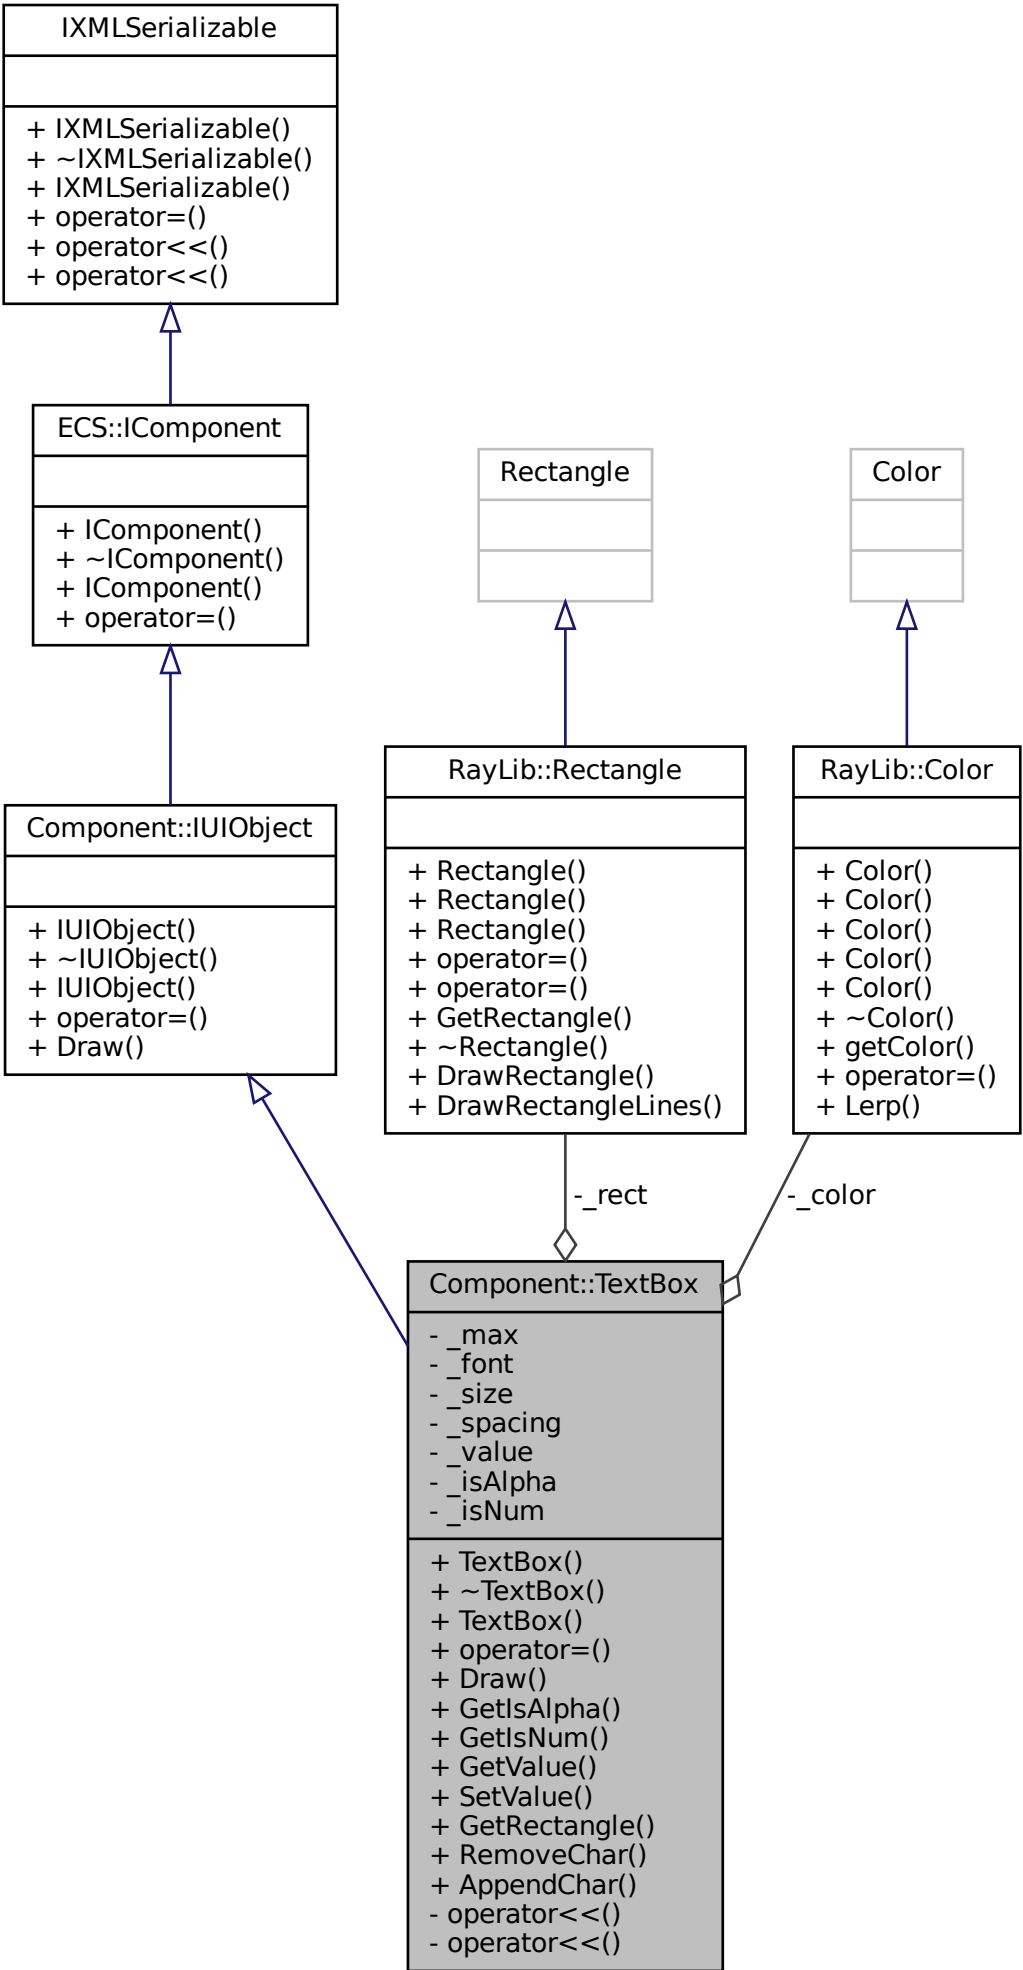 IXMLSerializable
+ IXMLSerializable()
+ ~IXMLSerializable()
+ IXMLSerializable()
+ operator=()
+ operator<<()
+ operator<<()
ECS::IComponent
+ IComponent()
+ ~IComponent()
+ IComponent()
+ operator=()
Rectangle
Color
Component::IUIObject
+ IUIObject()
+ ~IUIObject()
+ IUIObject()
+ operator=()
+ Draw()
RayLib::Rectangle
+ Rectangle()
+ Rectangle()
+ Rectangle()
+ operator=()
+ operator=()
+ GetRectangle()
+ ~Rectangle()
+ DrawRectangle()
+ DrawRectangleLines()
RayLib::Color
+ Color()
+ Color()
+ Color()
+ Color()
+ Color()
+ ~Color()
+ getColor()
+ operator=()
+ Lerp()
-_rect
-_color
Component::TextBox
- _max
- _font
- _size
- _spacing
- _value
- _isAlpha
- _isNum
+ TextBox()
+ ~TextBox()
+ TextBox()
+ operator=()
+ Draw()
+ GetIsAlpha()
+ GetIsNum()
+ GetValue()
+ SetValue()
+ GetRectangle()
+ RemoveChar()
+ AppendChar()
- operator<<()
- operator<<()